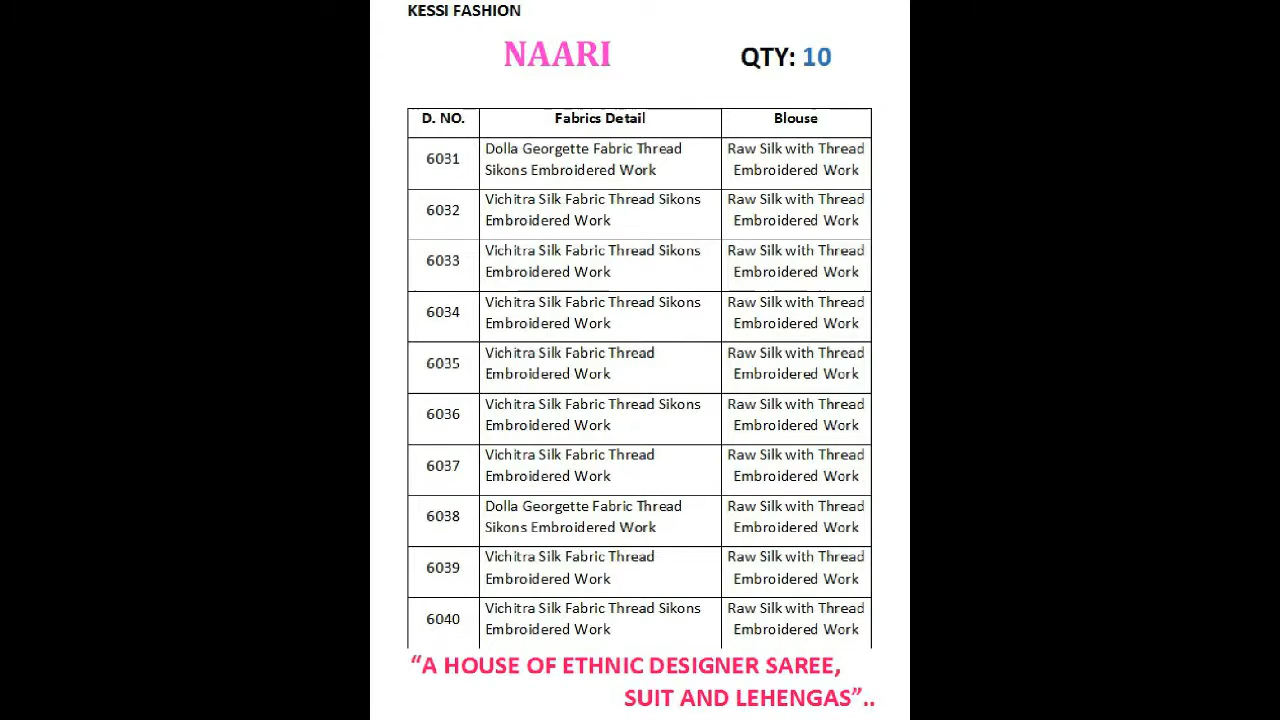 KESSI FASHION
NAARI QTY: 10
D. NO. Fabrics Detail Blouse
6031 Dolla Georgette Fabric Thread Sikons Embroidered Work Raw Silk with Thread Embroidered Work
6032 Vichitra Silk Fabric Thread Sikons Embroidered Work Raw Silk with Thread Embroidered Work
6033 Vichitra Silk Fabric Thread Sikons Embroidered Work Raw Silk with Thread Embroidered Work
6034 Vichitra Silk Fabric Thread Sikons Embroidered Work Raw Silk with Thread Embroidered Work
6035 Vichitra Silk Fabric Thread Embroidered Work Raw Silk with Thread Embroidered Work
6036 Vichitra Silk Fabric Thread Sikons Embroidered Work Raw Silk with Thread Embroidered Work
6037 Vichitra Silk Fabric Thread Embroidered Work Raw Silk with Thread Embroidered Work
6038 Dolla Georgette Fabric Thread Sikons Embroidered Work Raw Silk with Thread Embroidered Work
6039 Vichitra Silk Fabric Thread Embroidered Work Raw Silk with Thread Embroidered Work
6040 Vichitra Silk Fabric Thread Sikons Embroidered Work Raw Silk with Thread Embroidered Work
“A HOUSE OF ETHNIC DESIGNER SAREE,
SUIT AND LEHENGAS”..